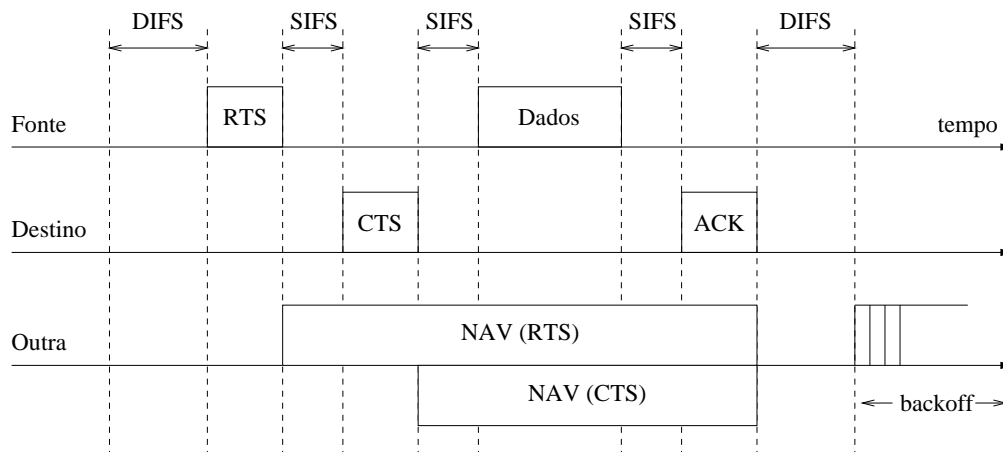 DIFS SIFS SIFS SIFS DIFS
RTS Dados
Fonte tempo
CTS ACK
Destino
NAV (RTS)
Outra
NAV (CTS)
backoff